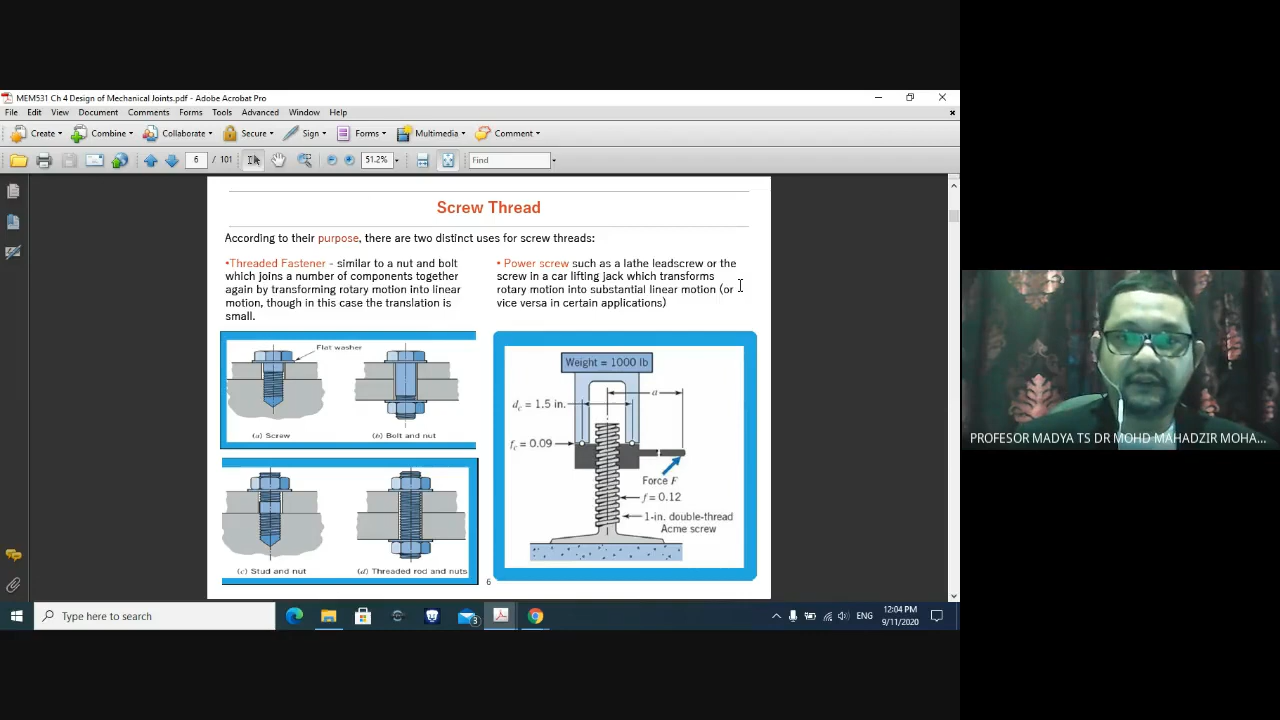 MEM531 Ch 4 Design of Mechanical Joints.pdf - Adobe Acrobat Pro
File Edit View Document Comments Forms Tools Advanced Window Help
Create Combine Collaborate Secure Sign Forms Multimedia Comment
6 / 101 51.2% Find
Screw Thread
According to their purpose, there are two distinct uses for screw threads:
•Threaded Fastener - similar to a nut and bolt
which joins a number of components together
again by transforming rotary motion into linear
motion, though in this case the translation is
small.
• Power screw such as a lathe leadscrew or the
screw in a car lifting jack which transforms
rotary motion into substantial linear motion (or
vice versa in certain applications)
Flat washer
(a) Screw
(b) Bolt and nut
(c) Stud and nut
(d) Threaded rod and nuts
Weight = 1000 lb
a
dc = 1.5 in.
fc = 0.09
Force F
f = 0.12
1-in. double-thread
Acme screw
6
PROFESOR MADYA TS DR MOHD MAHADZIR MOHA...
Type here to search
3
ENG
12:04 PM
9/11/2020